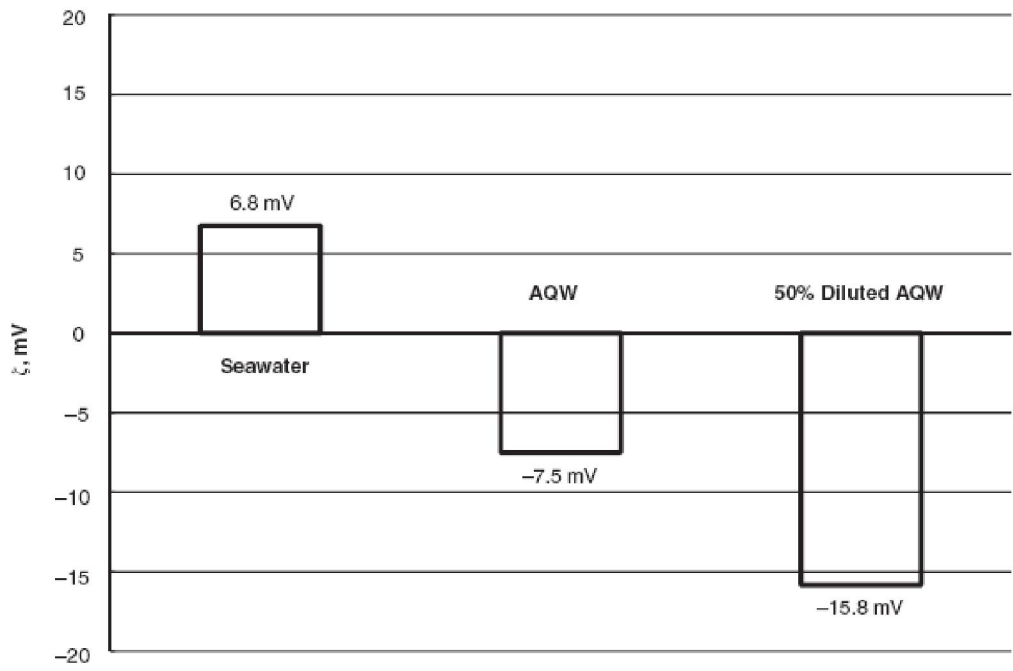 20
15
10
6.8 mV
5
AQW
50% Diluted AQW
0
ζ, mV
Seawater
–5
–7.5 mV
–10
–15
–15.8 mV
–20